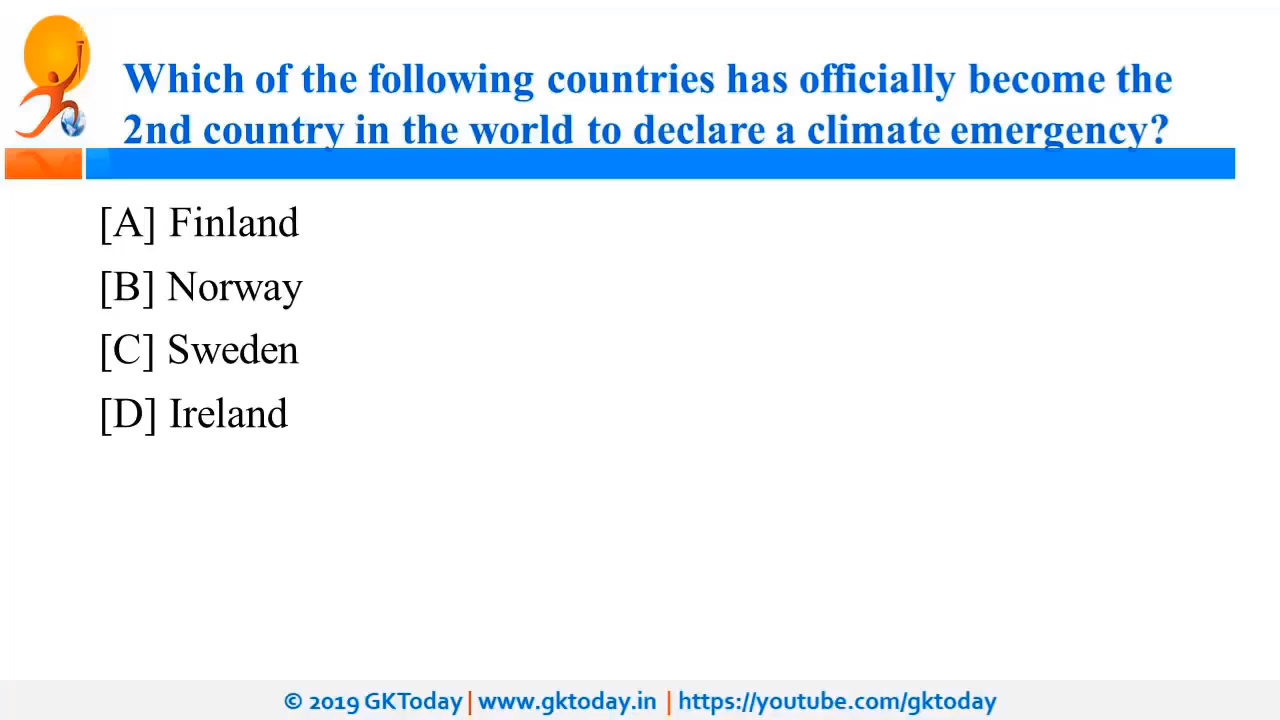 Which of the following countries has officially become the
2nd country in the world to declare a climate emergency?
[A] Finland
[B] Norway
[C] Sweden
[D] Ireland
© 2019 GKToday | www.gktoday.in | https://youtube.com/gktoday